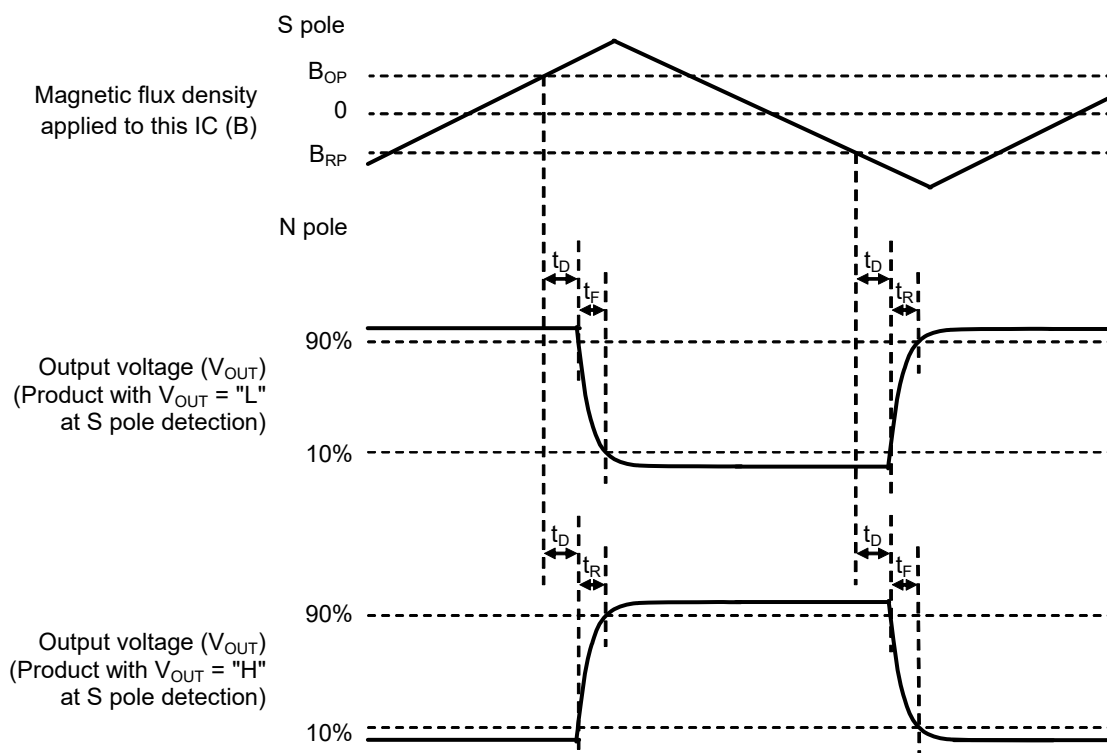 S pole
B_OP
Magnetic flux density
applied to this IC (B)
0
B_RP
N pole
t_D
t_F
t_D
t_R
90%
Output voltage (V_OUT)
(Product with V_OUT = "L"
at S pole detection)
10%
t_D
t_R
t_D
t_F
90%
Output voltage (V_OUT)
(Product with V_OUT = "H"
at S pole detection)
10%